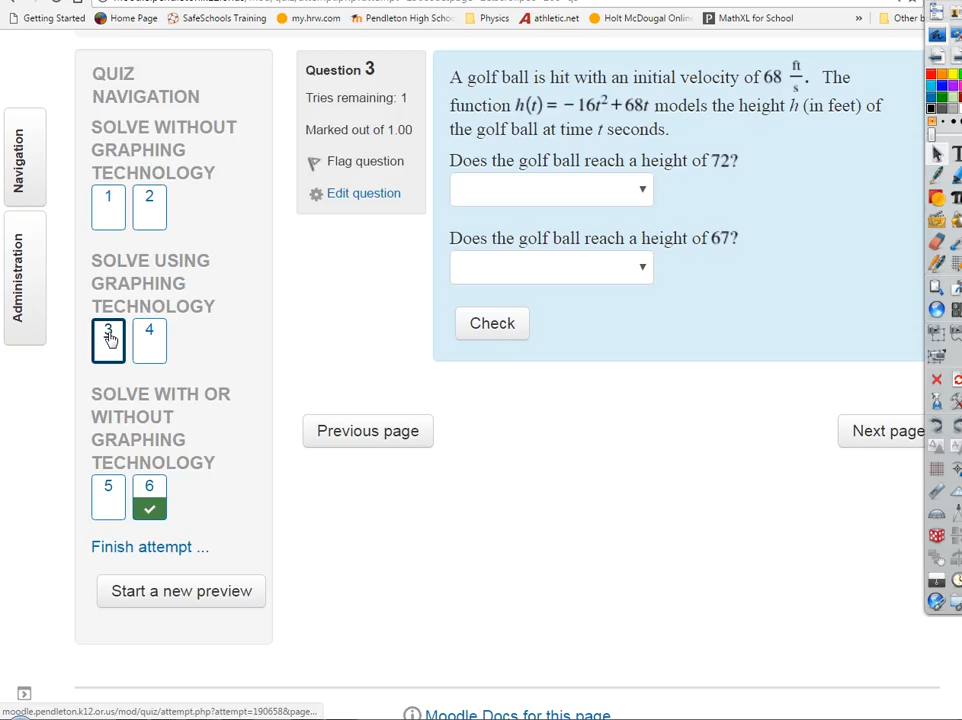 Getting Started Home Page SafeSchools Training my.hrw.com Pendleton High Scho Physics athletic.net Holt McDougal Onlin MathXL for School » Other b
Navigation
Administration
QUIZ
NAVIGATION
SOLVE WITHOUT
GRAPHING
TECHNOLOGY
1 2
SOLVE USING
GRAPHING
TECHNOLOGY
3 4
SOLVE WITH OR
WITHOUT
GRAPHING
TECHNOLOGY
5 6
Finish attempt ...
Start a new preview
Question 3
Tries remaining: 1
Marked out of 1.00
Flag question
Edit question
A golf ball is hit with an initial velocity of 68 ft/s. The
function h(t) = −16t² + 68t models the height h (in feet) of
the golf ball at time t seconds.
Does the golf ball reach a height of 72?
Does the golf ball reach a height of 67?
Check
Previous page
Next page
Moodle Docs for this page
moodle.pendleton.k12.or.us/mod/quiz/attempt.php?attempt=190658&page...